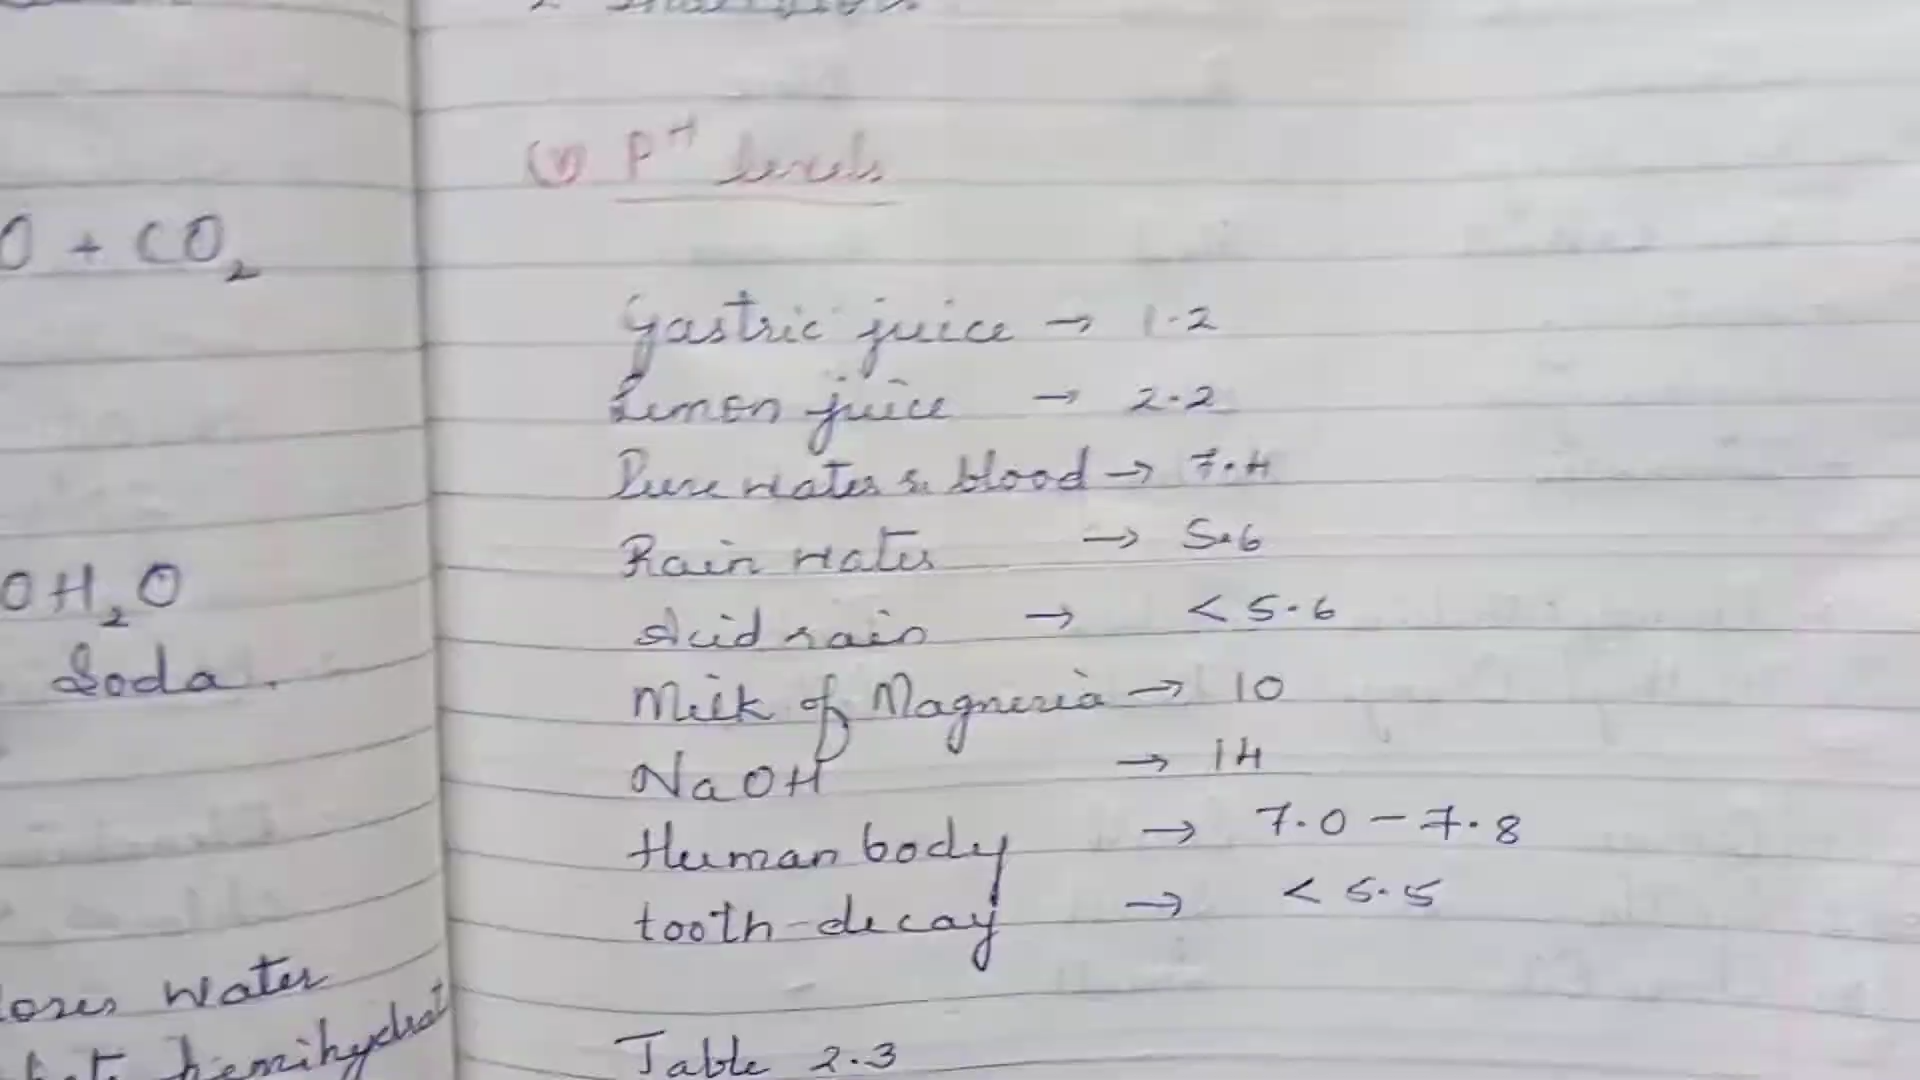 O + CO2
OH2O
Soda.
loses water
hemihydrat
(v) pH levels
Gastric juice → 1.2
Lemon juice → 2.2
Pure water & blood → 7.4
Rain water → 5.6
Acid rain → < 5.6
Milk of Magnesia → 10
NaOH → 14
Human body → 7.0 – 7.8
tooth-decay → < 5.5
Table 2.3